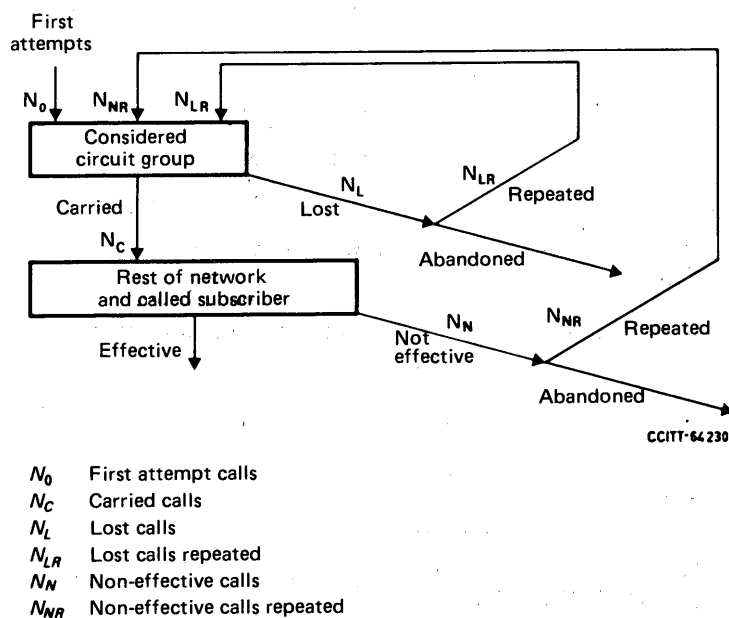 First
attempts
N0
NNR
NLR
Considered
circuit group
NL
NLR
Lost
Repeated
Carried
NC
Abandoned
Rest of network
and called subscriber
NN
NNR
Repeated
Effective
Not
effective
Abandoned
CCITT-64230
N0 First attempt calls
NC Carried calls
NL Lost calls
NLR Lost calls repeated
NN Non-effective calls
NNR Non-effective calls repeated